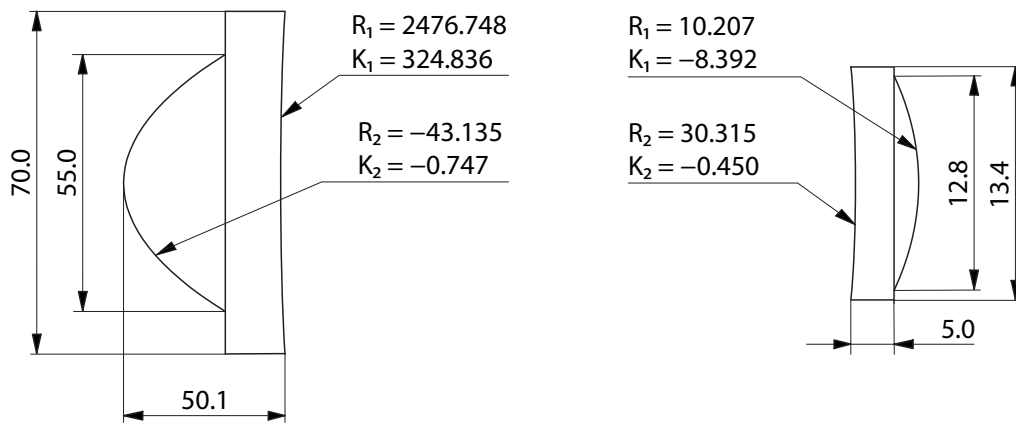 R₁ = 2476.748
K₁ = 324.836
R₂ = −43.135
K₂ = −0.747
70.0
55.0
50.1
R₁ = 10.207
K₁ = −8.392
R₂ = 30.315
K₂ = −0.450
12.8
13.4
5.0